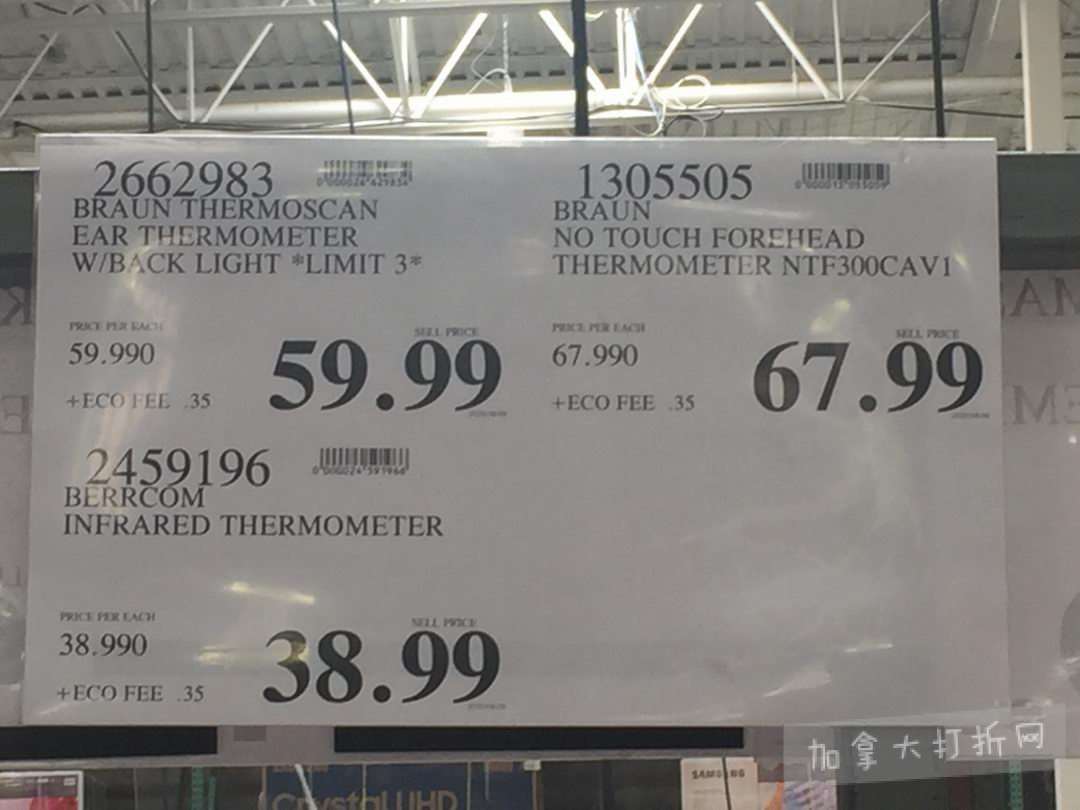 2662983
BRAUN THERMOSCAN
EAR THERMOMETER
W/BACK LIGHT *LIMIT 3*
PRICE PER EACH
59.990
+ECO FEE .35
SELL PRICE
59.99
1305505
BRAUN
NO TOUCH FOREHEAD
THERMOMETER NTF300CAV1
PRICE PER EACH
67.990
+ECO FEE .35
SELL PRICE
67.99
2459196
BERRCOM
INFRARED THERMOMETER
PRICE PER EACH
38.990
+ECO FEE .35
SELL PRICE
38.99
加拿大打折网
SAMSUNG
Crystal UHD